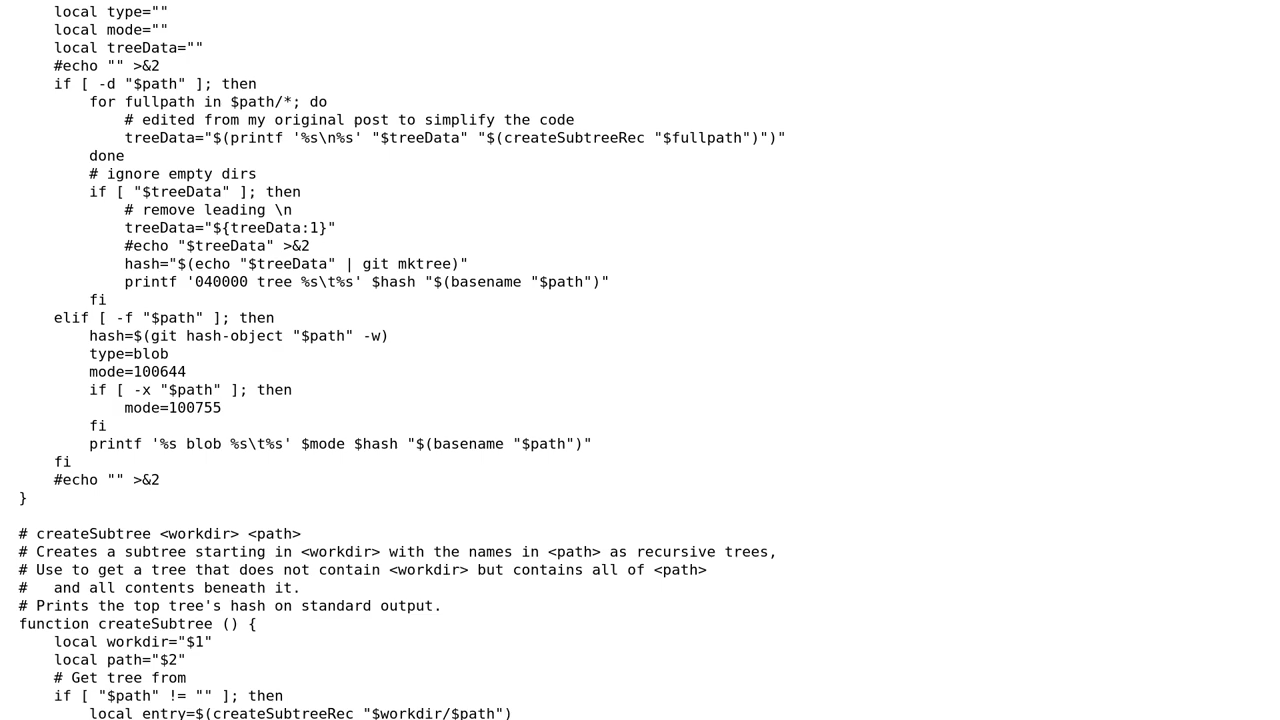 local type=""
    local mode=""
    local treeData=""
    #echo "" >&2
    if [ -d "$path" ]; then
        for fullpath in $path/*; do
            # edited from my original post to simplify the code
            treeData="$(printf '%s\n%s' "$treeData" "$(createSubtreeRec "$fullpath")")"
        done
        # ignore empty dirs
        if [ "$treeData" ]; then
            # remove leading \n
            treeData="${treeData:1}"
            #echo "$treeData" >&2
            hash="$(echo "$treeData" | git mktree)"
            printf '040000 tree %s\t%s' $hash "$(basename "$path")"
        fi
    elif [ -f "$path" ]; then
        hash=$(git hash-object "$path" -w)
        type=blob
        mode=100644
        if [ -x "$path" ]; then
            mode=100755
        fi
        printf '%s blob %s\t%s' $mode $hash "$(basename "$path")"
    fi
    #echo "" >&2
}

# createSubtree <workdir> <path>
# Creates a subtree starting in <workdir> with the names in <path> as recursive trees,
# Use to get a tree that does not contain <workdir> but contains all of <path>
#   and all contents beneath it.
# Prints the top tree's hash on standard output.
function createSubtree () {
    local workdir="$1"
    local path="$2"
    # Get tree from
    if [ "$path" != "" ]; then
        local entry=$(createSubtreeRec "$workdir/$path")